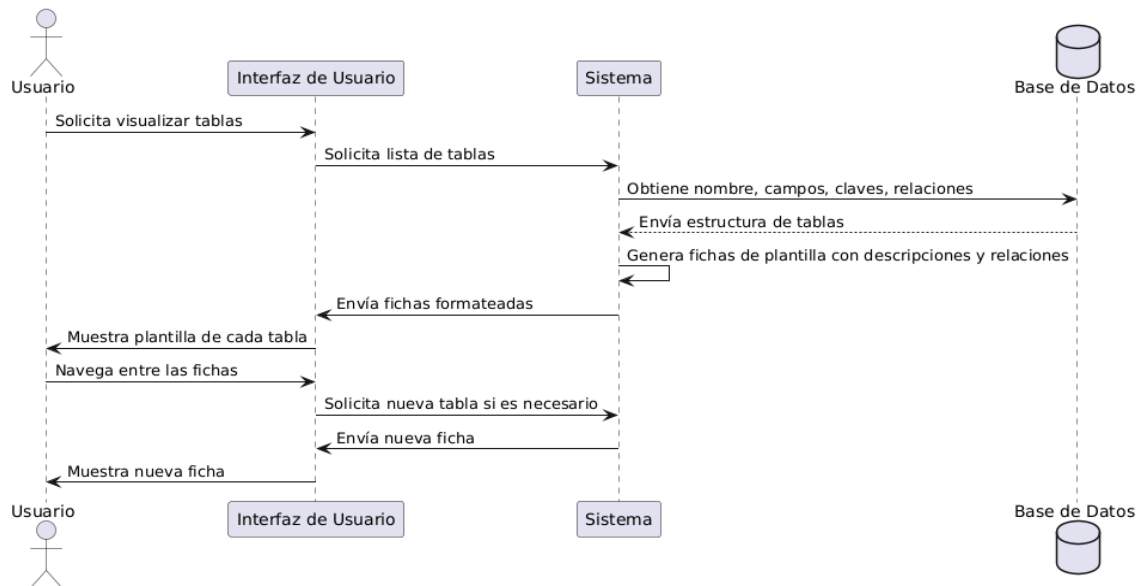 Usuario
Interfaz de Usuario
Sistema
Base de Datos
Solicita visualizar tablas
Solicita lista de tablas
Obtiene nombre, campos, claves, relaciones
Envía estructura de tablas
Genera fichas de plantilla con descripciones y relaciones
Envía fichas formateadas
Muestra plantilla de cada tabla
Navega entre las fichas
Solicita nueva tabla si es necesario
Envía nueva ficha
Muestra nueva ficha
Usuario
Interfaz de Usuario
Sistema
Base de Datos